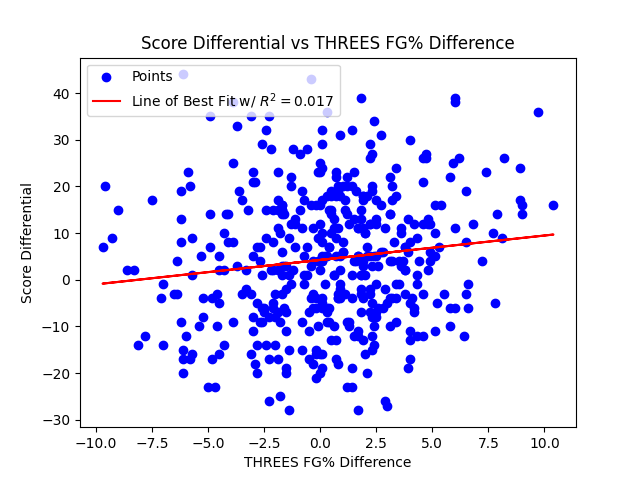 Score Differential vs THREES FG% Difference
Points
Line of Best Fit w/ R² = 0.017
40
30
20
10
0
−10
−20
−30
Score Differential
−10.0 −7.5 −5.0 −2.5 0.0 2.5 5.0 7.5 10.0
THREES FG% Difference